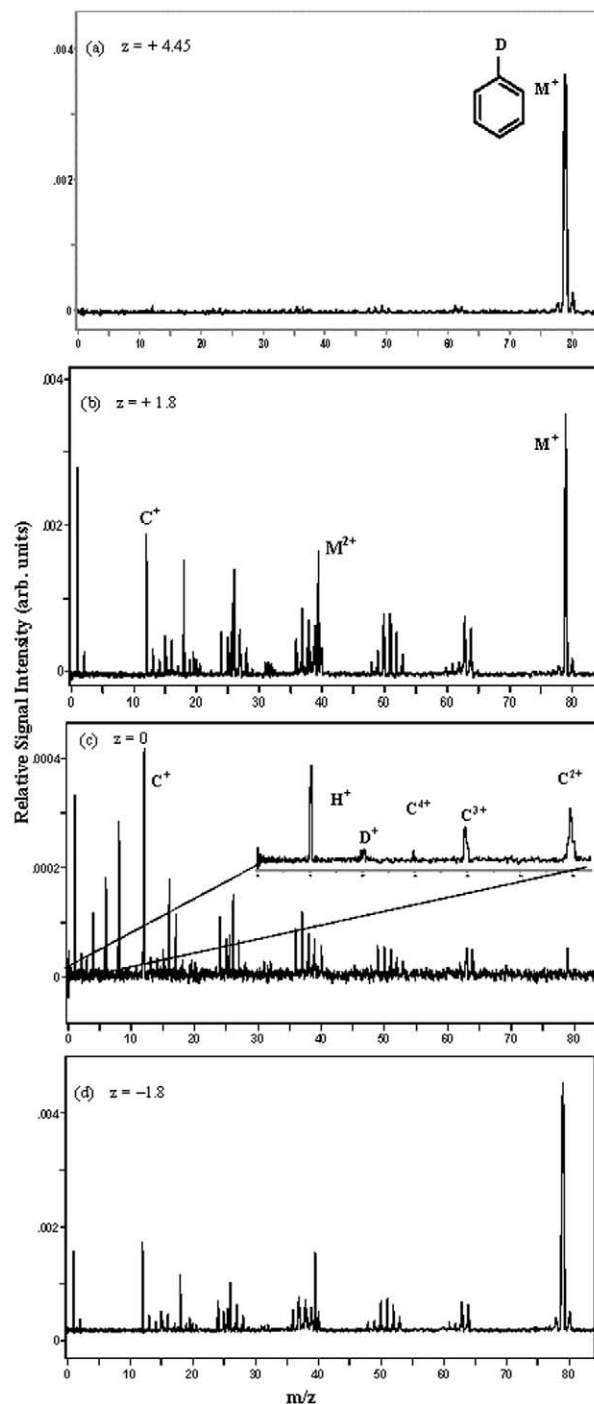 Relative Signal Intensity (arb. units)
(a) z = + 4.45
D
M+
.004
.002
0
0 10 20 30 40 50 60 70 80
(b) z = + 1.8
M+
C+
M2+
.004
.002
0
0 10 20 30 40 50 60 70 80
(c) z = 0
C+
H+
D+
C4+
C3+
C2+
.0004
.0002
0
0 10 20 30 40 50 60 70 80
(d) z = −1.8
.004
.002
0
0 10 20 30 40 50 60 70 80
m/z